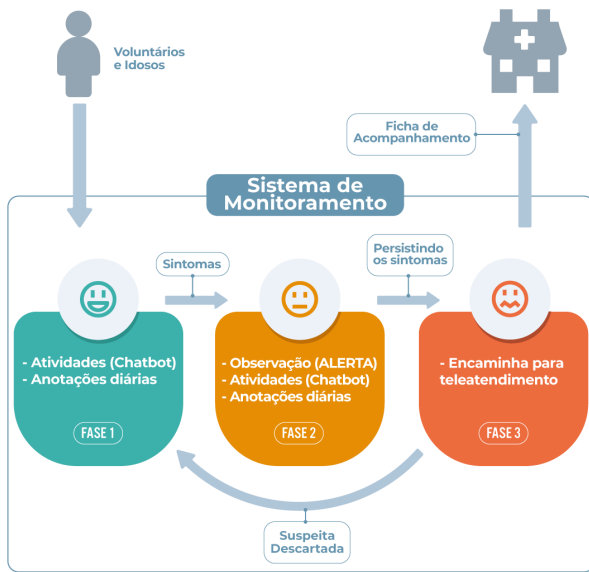 Voluntários
e Idosos
Ficha de
Acompanhamento
Sistema de
Monitoramento
Sintomas
Persistindo
os sintomas
- Atividades (Chatbot)
- Anotações diárias
FASE 1
- Observação (ALERTA)
- Atividades (Chatbot)
- Anotações diárias
FASE 2
- Encaminha para
teleatendimento
FASE 3
Suspeita
Descartada